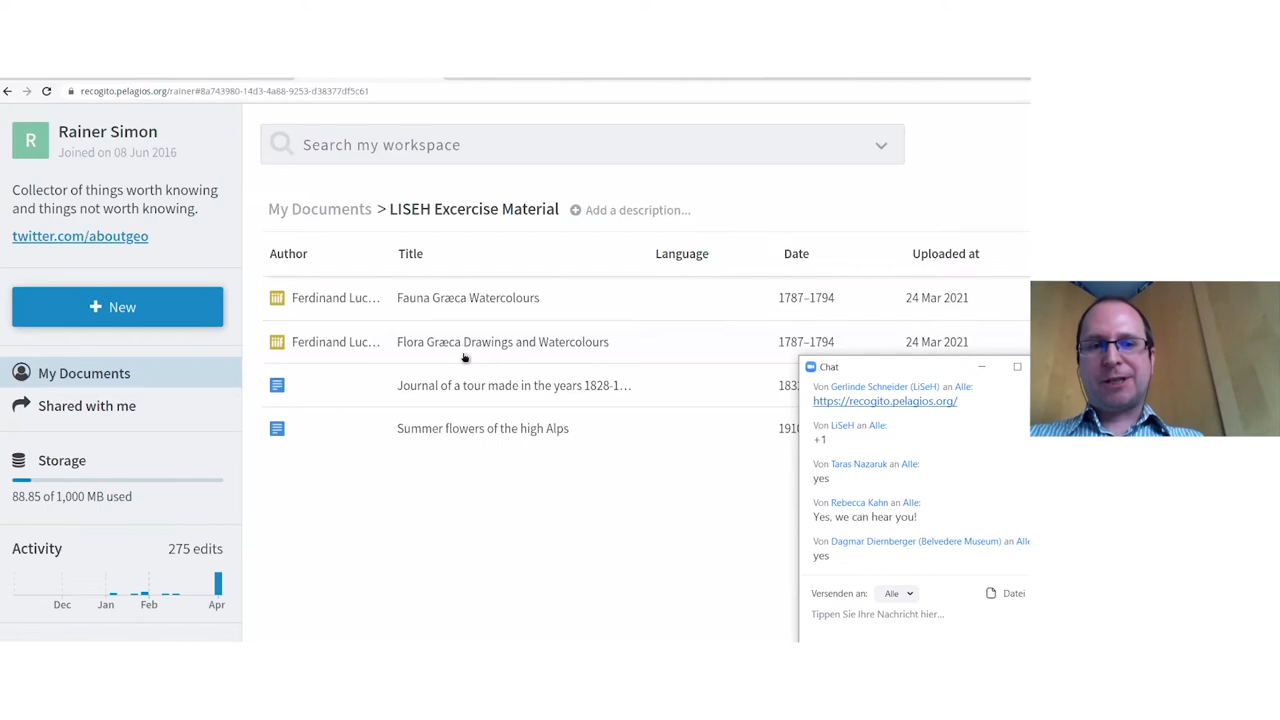 recogito.pelagios.org/rainer#8a743980-14d3-4a88-9253-d38377df5c61
R
Rainer Simon
Joined on 08 Jun 2016
Collector of things worth knowing
and things not worth knowing.
twitter.com/aboutgeo
+ New
My Documents
Shared with me
Storage
88.85 of 1,000 MB used
Activity 275 edits
Dec Jan Feb Apr
Search my workspace
My Documents > LISEH Excercise Material Add a description...
Author Title Language Date Uploaded at
Ferdinand Luc... Fauna Græca Watercolours 1787–1794 24 Mar 2021
Ferdinand Luc... Flora Græca Drawings and Watercolours 1787–1794 24 Mar 2021
Journal of a tour made in the years 1828-1...
Summer flowers of the high Alps
Chat
Von Gerlinde Schneider (LiSeH) an Alle:
https://recogito.pelagios.org/
Von LiSeH an Alle:
+1
Von Taras Nazaruk an Alle:
yes
Von Rebecca Kahn an Alle:
Yes, we can hear you!
Von Dagmar Diernberger (Belvedere Museum) an Alle
yes
Versenden an: Alle Datei
Tippen Sie Ihre Nachricht hier...